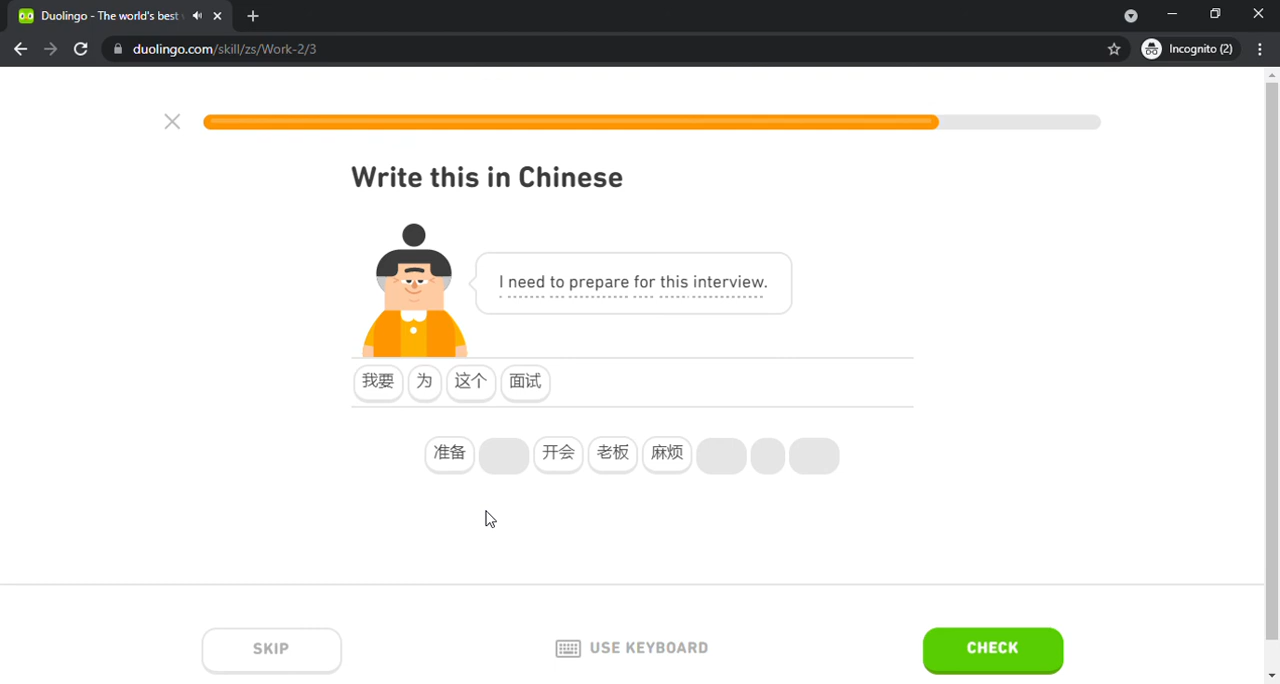 Duolingo - The world's best
duolingo.com/skill/zs/Work-2/3
Incognito (2)
Write this in Chinese
I need to prepare for this interview.
我要 为 这个 面试
准备 开会 老板 麻烦
SKIP
USE KEYBOARD
CHECK